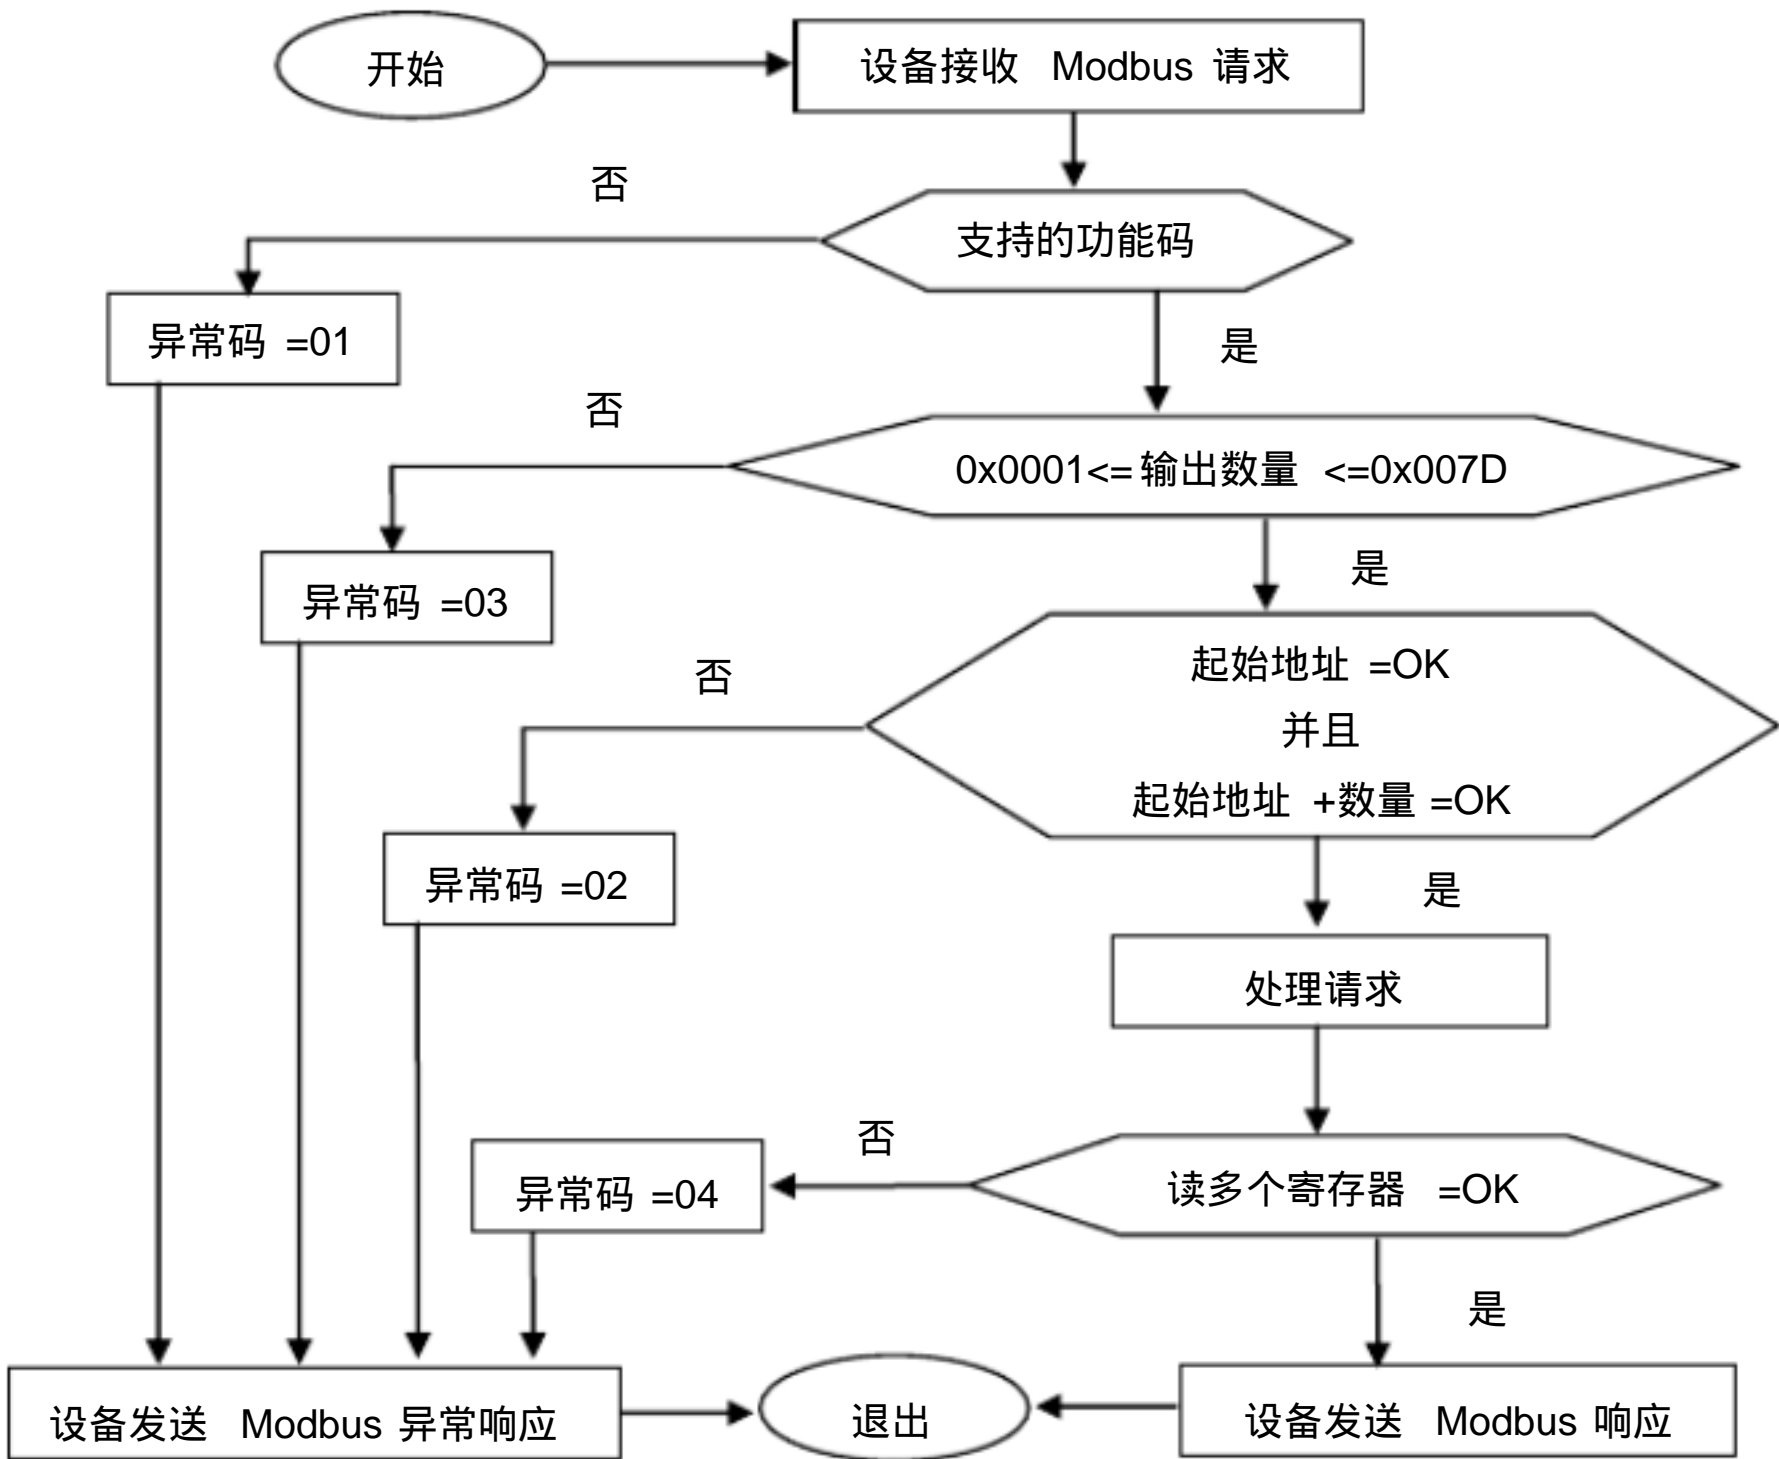 开始
设备接收 Modbus 请求
否
支持的功能码
异常码 =01
是
否
0x0001<=输出数量 <=0x007D
是
异常码 =03
否
起始地址 =OK
并且
起始地址 +数量 =OK
异常码 =02
是
处理请求
否
异常码 =04
读多个寄存器 =OK
是
设备发送 Modbus 异常响应
退出
设备发送 Modbus 响应